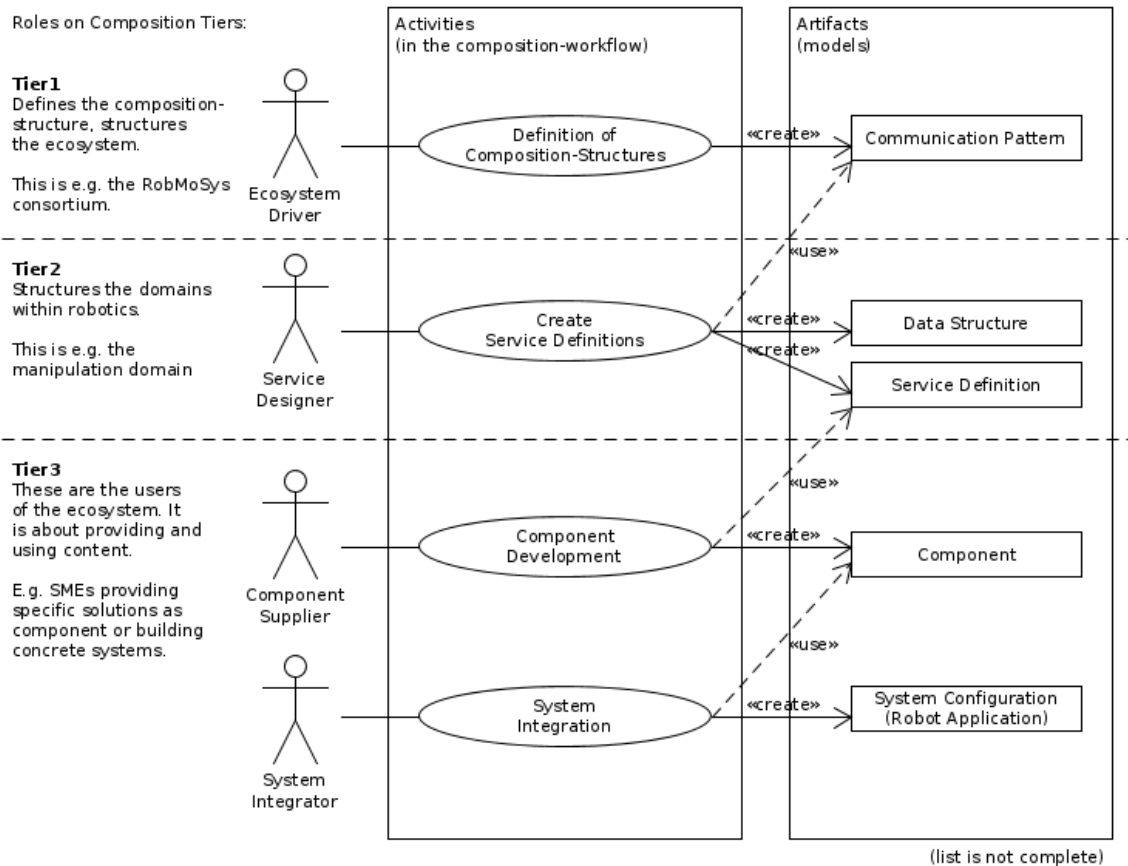 Roles on Composition Tiers:
Activities
(in the composition-workflow)
Artifacts
(models)
Tier1
Defines the composition-
structure, structures
the ecosystem.
This is e.g. the RobMoSys
consortium.
Ecosystem
Driver
Definition of
Composition-Structures
«create»
Communication Pattern
«use»
Tier2
Structures the domains
within robotics.
This is e.g. the
manipulation domain
Service
Designer
Create
Service Definitions
«create»
Data Structure
«create»
Service Definition
«use»
Tier3
These are the users
of the ecosystem. It
is about providing and
using content.
E.g. SMEs providing
specific solutions as
component or building
concrete systems.
Component
Supplier
Component
Development
«create»
Component
«use»
System
Integrator
System
Integration
«create»
System Configuration
(Robot Application)
(list is not complete)